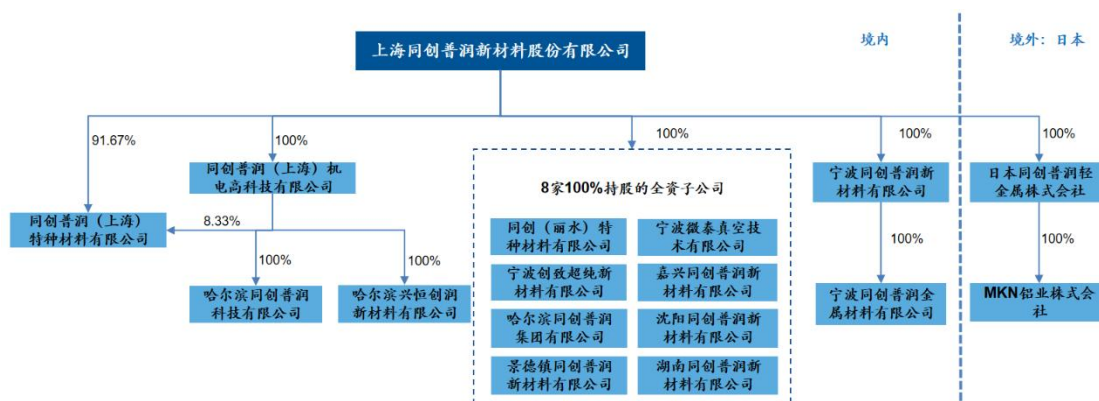 上海同创普润新材料股份有限公司
境内
境外：日本
91.67%
100%
100%
100%
100%
同创普润（上海）机
电高科技有限公司
8家100%持股的全资子公司
宁波同创普润新
材料有限公司
日本同创普润轻
金属株式会社
同创普润（上海）
特种材料有限公司
8.33%
100%
100%
100%
100%
哈尔滨同创普润
科技有限公司
哈尔滨兴恒创润
新材料有限公司
同创（丽水）特
种材料有限公司
宁波微泰真空技
术有限公司
宁波创致超纯新
材料有限公司
嘉兴同创普润新
材料有限公司
哈尔滨同创普润
集团有限公司
沈阳同创普润新
材料有限公司
景德镇同创普润
新材料有限公司
湖南同创普润新
材料有限公司
宁波同创普润金
属材料有限公司
MKN铝业株式会
社